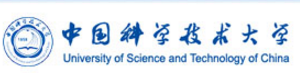 中国科学技术大学
University of Science and Technology of China